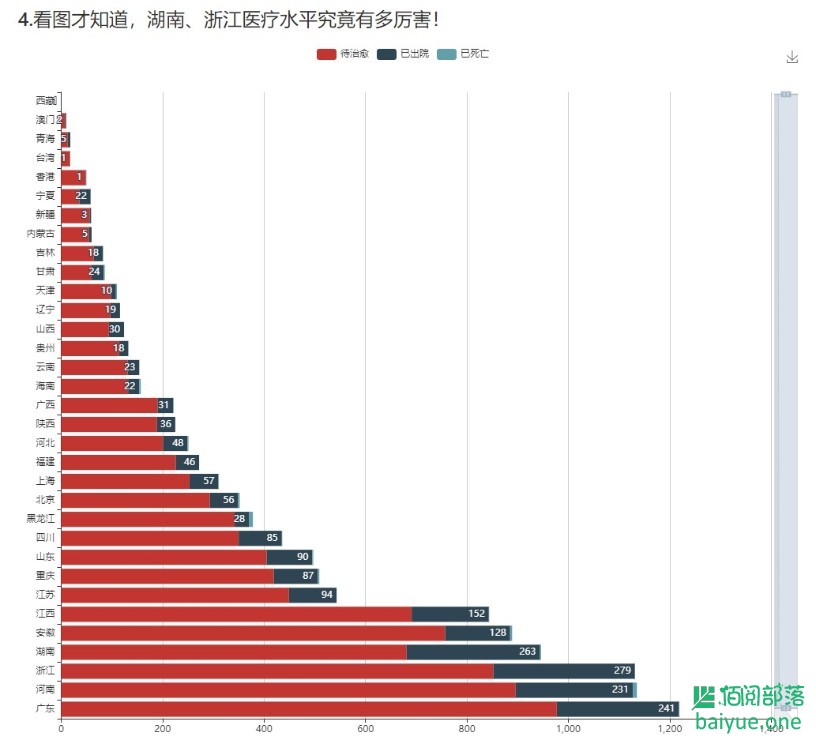 4.看图才知道，湖南、浙江医疗水平究竟有多厉害！
待治愈 已出院 已死亡
西藏
澳门 2
青海 5
台湾 1
香港 1
宁夏 22
新疆 3
内蒙古 5
吉林 18
甘肃 24
天津 10
辽宁 19
山西 30
贵州 18
云南 23
海南 22
广西 31
陕西 36
河北 48
福建 46
上海 57
北京 56
黑龙江 28
四川 85
山东 90
重庆 87
江苏 94
江西 152
安徽 128
湖南 263
浙江 279
河南 231
广东 241
0 200 400 600 800 1,000 1,200 1,400
佰阅部落
baiyue.one